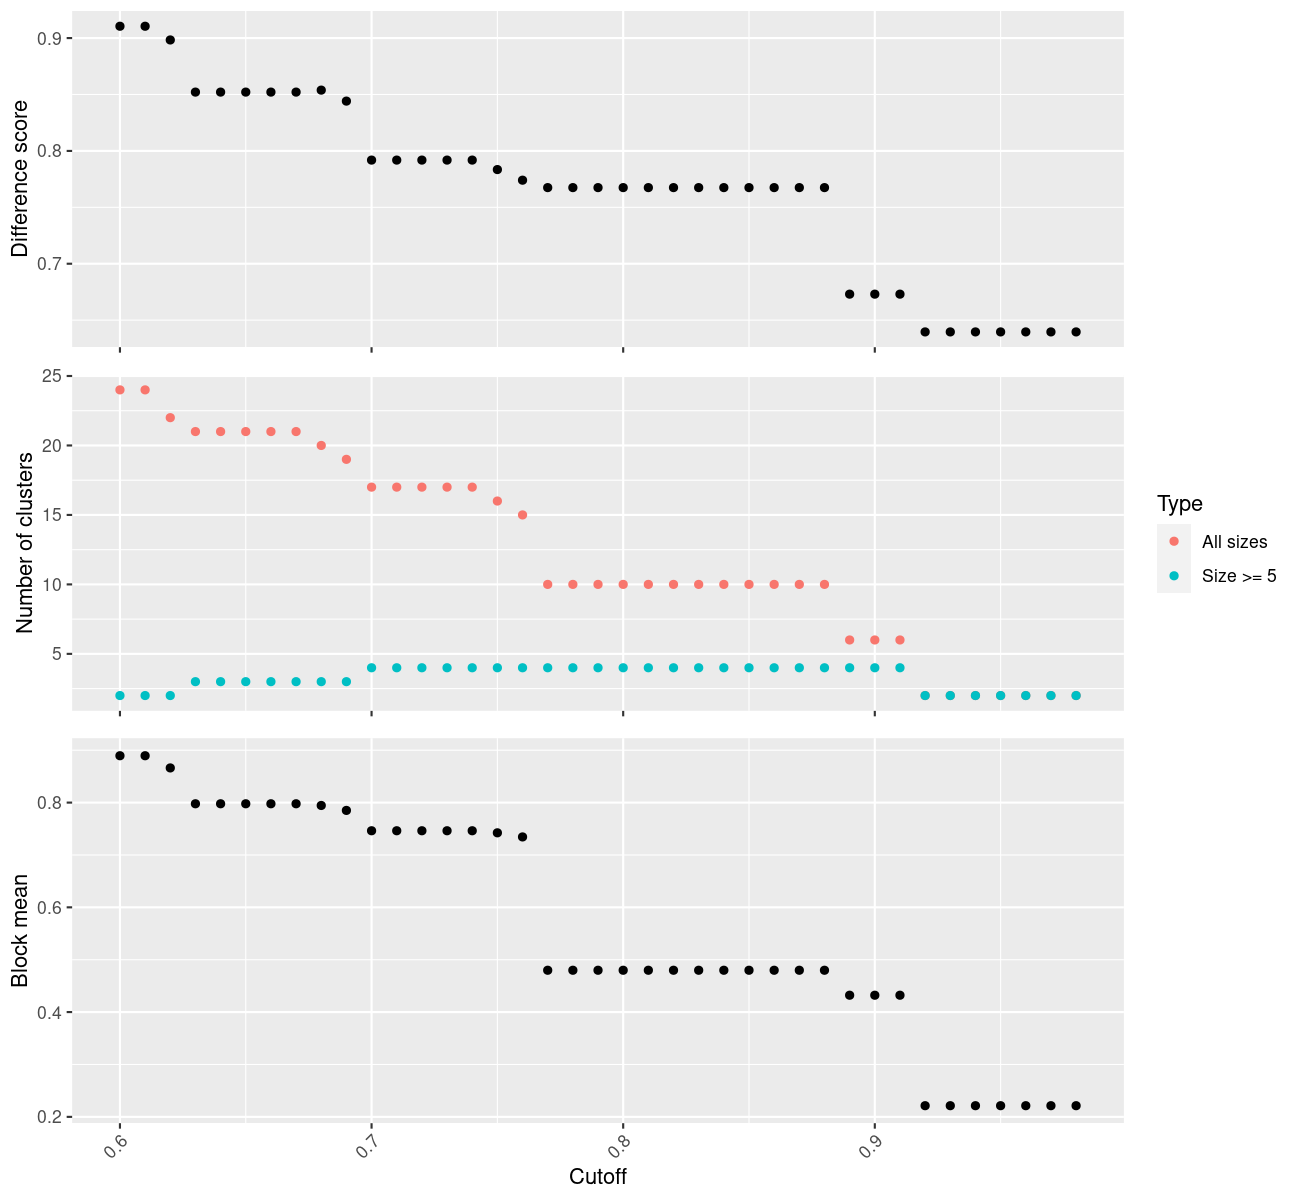 Difference score
0.9
0.8
0.7
Number of clusters
25
20
15
10
5
Type
All sizes
Size >= 5
Block mean
0.8
0.6
0.4
0.2
0.6 0.7 0.8 0.9
Cutoff